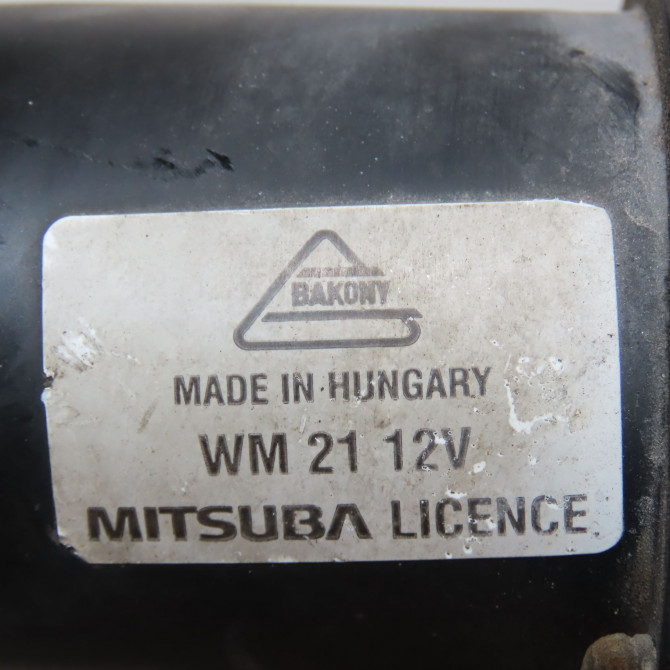 BAKONY
MADE IN HUNGARY
WM 21 12V
MITSUBA LICENCE